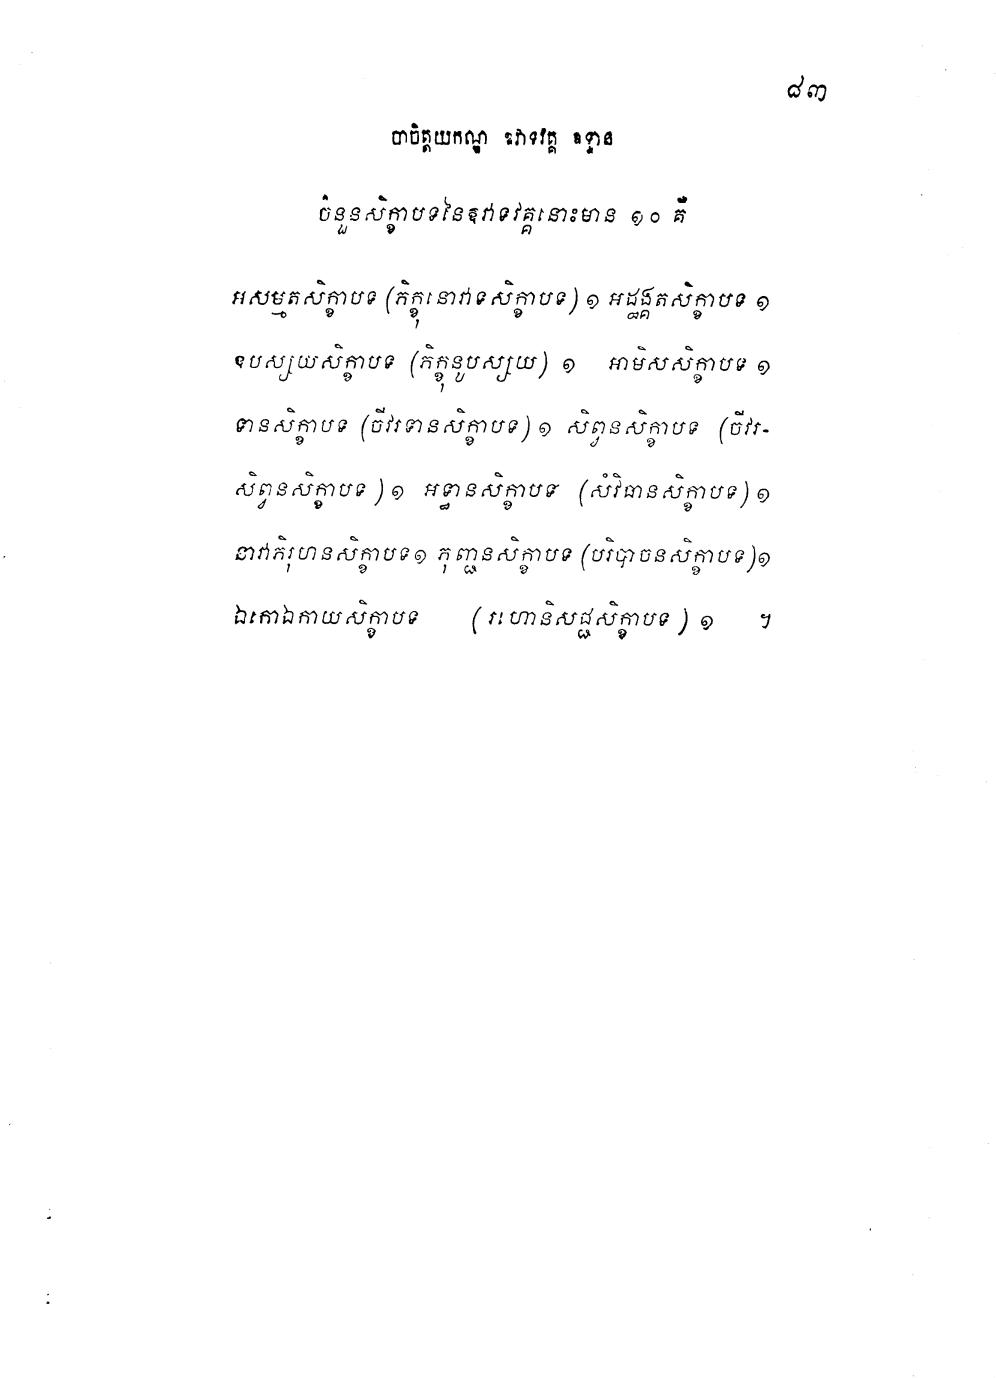 ៨៣
បាចិត្តិយកណ្ឌ ឱវាទវគ្គ ឧទ្ទាន
ចំនួនសិក្ខាបទនៃឱវាទវគ្គនោះមាន ១០ គឺ
អសម្មតសិក្ខាបទ (ភិក្ខុនោវាទសិក្ខាបទ) ១ អដ្ឋង្គតសិក្ខាបទ ១
ឧបស្សយសិក្ខាបទ (ភិក្ខុនូបស្សយ) ១ អាមិសសិក្ខាបទ ១
ទានសិក្ខាបទ (ចីវរទានសិក្ខាបទ) ១ សិព្វនសិក្ខាបទ (ចីវរ-
សិព្វនសិក្ខាបទ) ១ អទ្ធានសិក្ខាបទ (សំវិធានសិក្ខាបទ) ១
នាវាភិរុហនសិក្ខាបទ ១ ភុញ្ជនសិក្ខាបទ (បរិបាចនសិក្ខាបទ) ១
ឯកោឯកាយសិក្ខាបទ (រហោនិសជ្ជសិក្ខាបទ) ១ ។